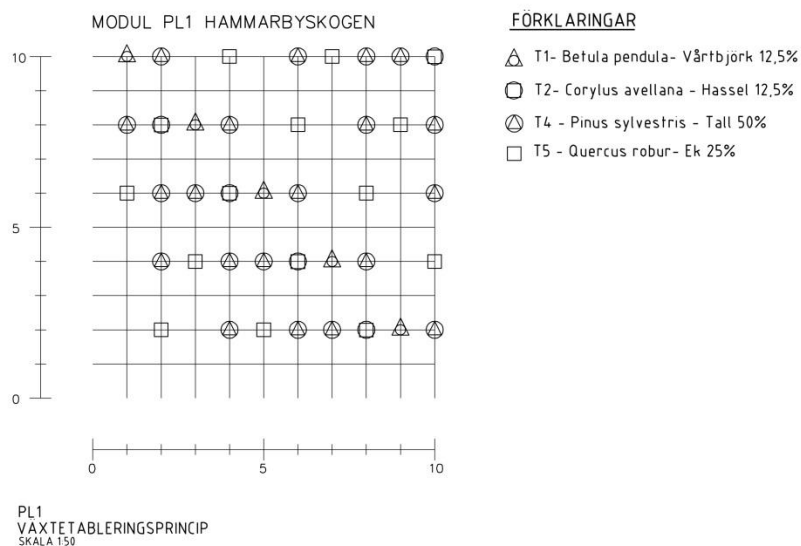 MODUL PL1 HAMMARBYSKOGEN
10
5
0
0
5
10
FÖRKLARINGAR
T1- Betula pendula- Vårtbjörk 12,5%
T2- Corylus avellana - Hassel 12,5%
T4 - Pinus sylvestris - Tall 50%
T5 - Quercus robur- Ek 25%
PL1
VÄXTETABLERINGSPRINCIP
SKALA 1:50